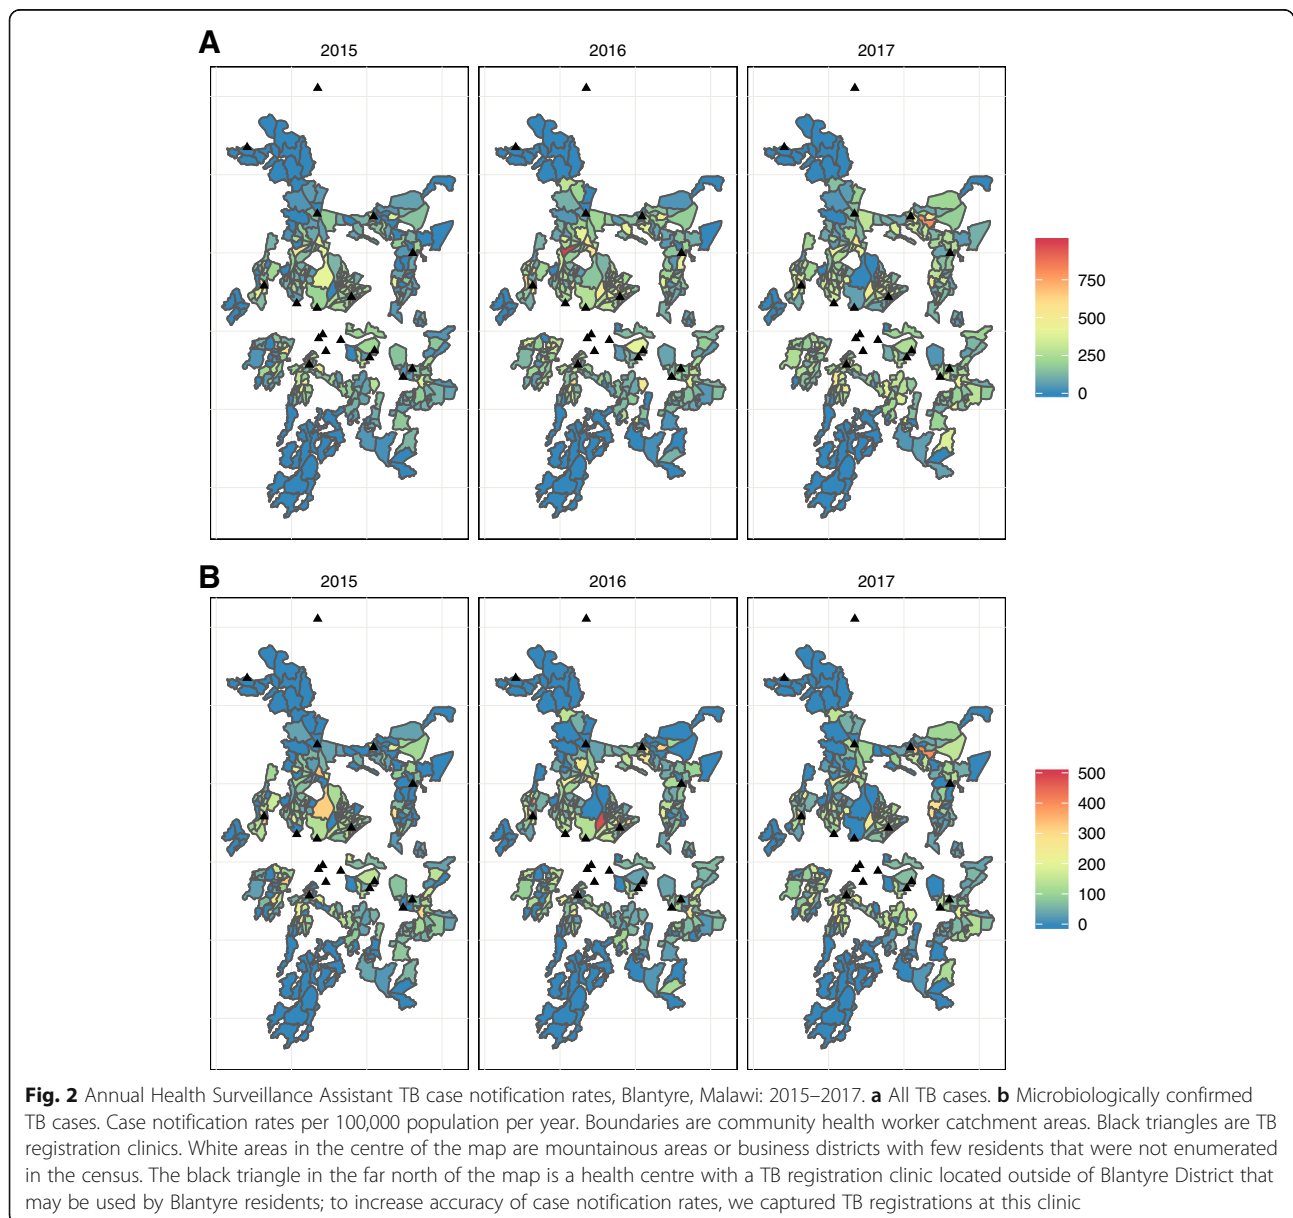 A
2015
2016
2017
750
500
250
0
B
2015
2016
2017
500
400
300
200
100
0
Fig. 2 Annual Health Surveillance Assistant TB case notification rates, Blantyre, Malawi: 2015–2017. a All TB cases. b Microbiologically confirmed
TB cases. Case notification rates per 100,000 population per year. Boundaries are community health worker catchment areas. Black triangles are TB
registration clinics. White areas in the centre of the map are mountainous areas or business districts with few residents that were not enumerated
in the census. The black triangle in the far north of the map is a health centre with a TB registration clinic located outside of Blantyre District that
may be used by Blantyre residents; to increase accuracy of case notification rates, we captured TB registrations at this clinic